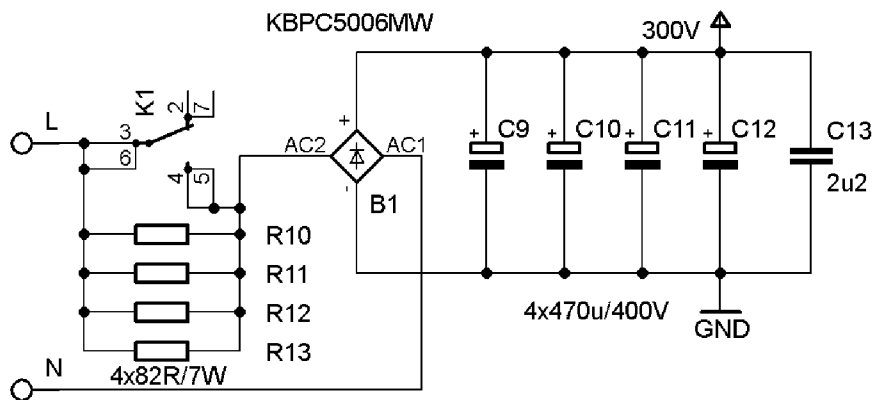 KBPC5006MW
300V
K1
2
7
L
3
6
4
5
AC2
AC1
+
-
B1
+
C9
+
C10
+
C11
+
C12
C13
2u2
R10
R11
R12
R13
4x82R/7W
4x470u/400V
GND
N